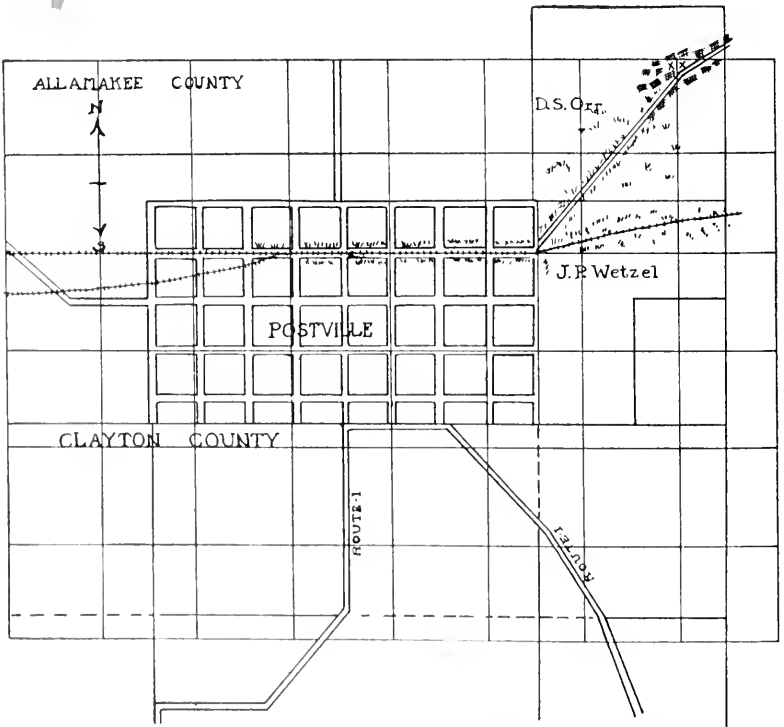 ALLAMAKEE COUNTY
N
D.S.Orr
S
J.P.Wetzel
POSTVILLE
CLAYTON COUNTY
ROUTE-1
ROUTE-1